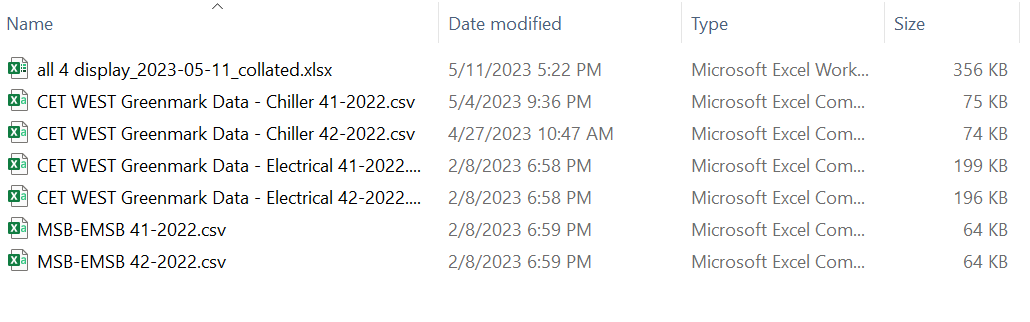 Name Date modified Type Size
all 4 display_2023-05-11_collated.xlsx 5/11/2023 5:22 PM Microsoft Excel Work... 356 KB
CET WEST Greenmark Data - Chiller 41-2022.csv 5/4/2023 9:36 PM Microsoft Excel Com... 75 KB
CET WEST Greenmark Data - Chiller 42-2022.csv 4/27/2023 10:47 AM Microsoft Excel Com... 74 KB
CET WEST Greenmark Data - Electrical 41-2022.... 2/8/2023 6:58 PM Microsoft Excel Com... 199 KB
CET WEST Greenmark Data - Electrical 42-2022.... 2/8/2023 6:58 PM Microsoft Excel Com... 196 KB
MSB-EMSB 41-2022.csv 2/8/2023 6:59 PM Microsoft Excel Com... 64 KB
MSB-EMSB 42-2022.csv 2/8/2023 6:59 PM Microsoft Excel Com... 64 KB